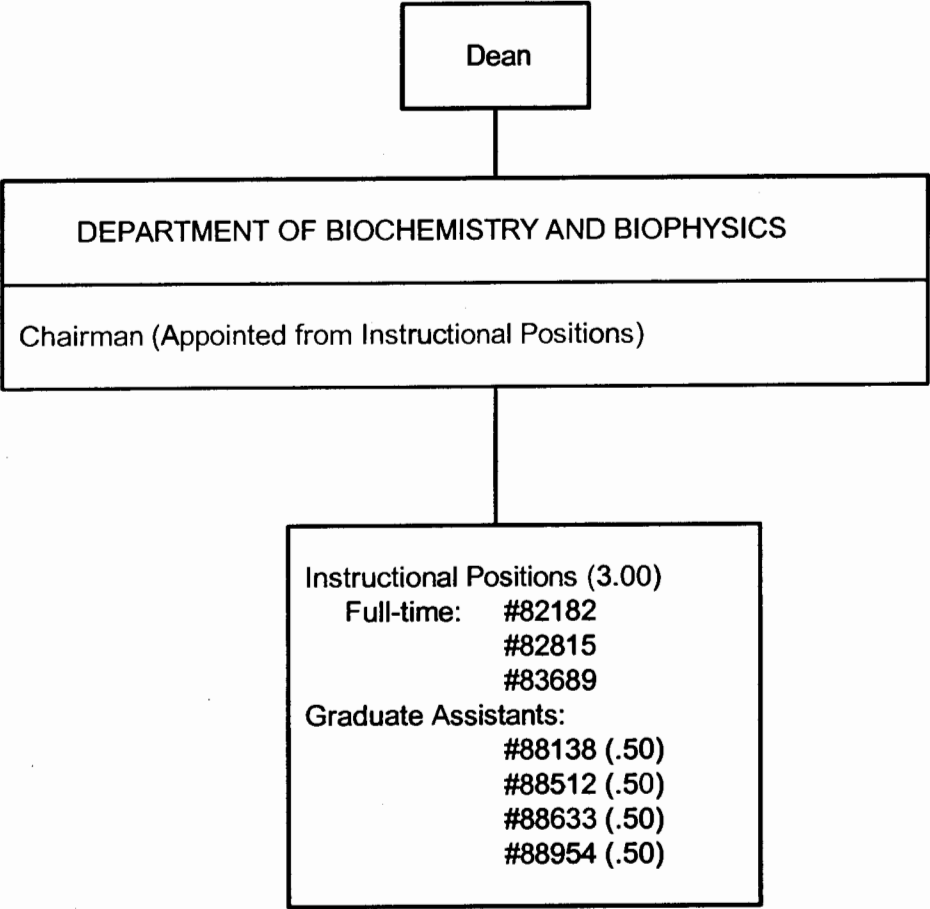 Dean
DEPARTMENT OF BIOCHEMISTRY AND BIOPHYSICS
Chairman (Appointed from Instructional Positions)
Instructional Positions (3.00)
Full-time: #82182
#82815
#83689
Graduate Assistants:
#88138 (.50)
#88512 (.50)
#88633 (.50)
#88954 (.50)